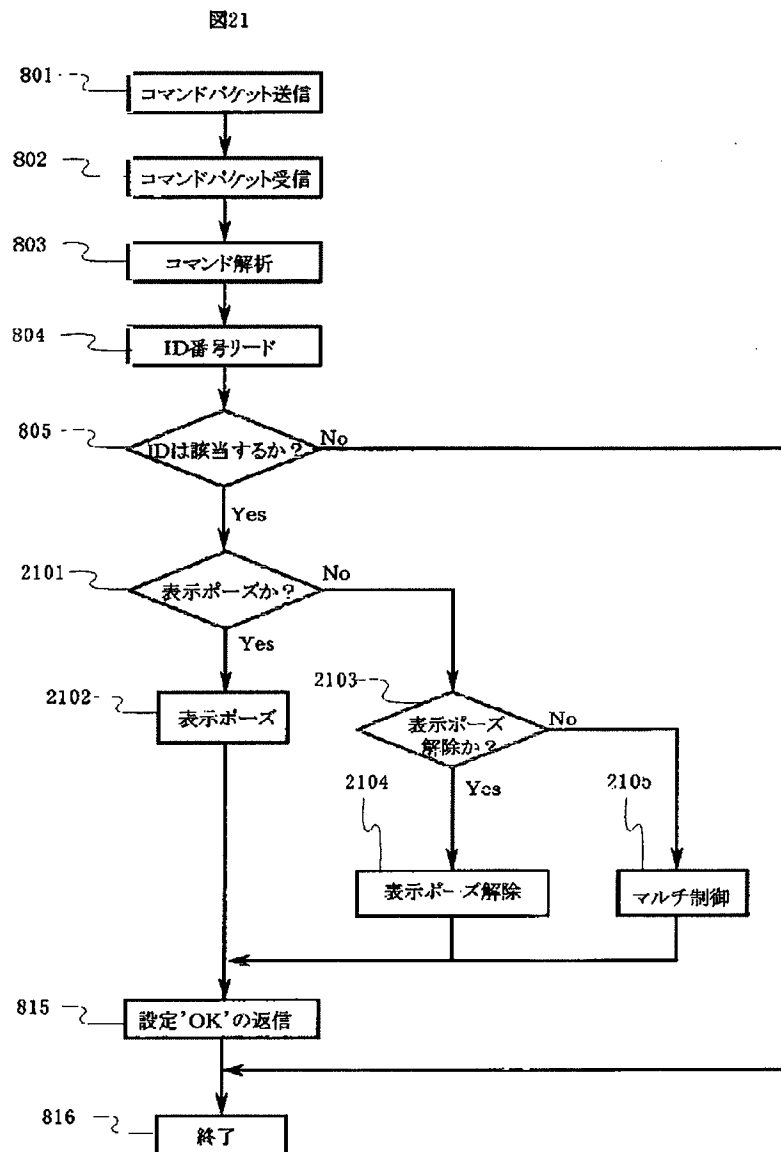 図21
801
コマンドパケット送信
802
コマンドパケット受信
803
コマンド解析
804
ID番号リード
805
IDは該当するか?
No
Yes
2101
表示ポーズか?
No
Yes
2102
表示ポーズ
2103
表示ポーズ
解除か?
No
Yes
2104
表示ポーズ解除
2105
マルチ制御
815
設定'OK'の返信
816
終了